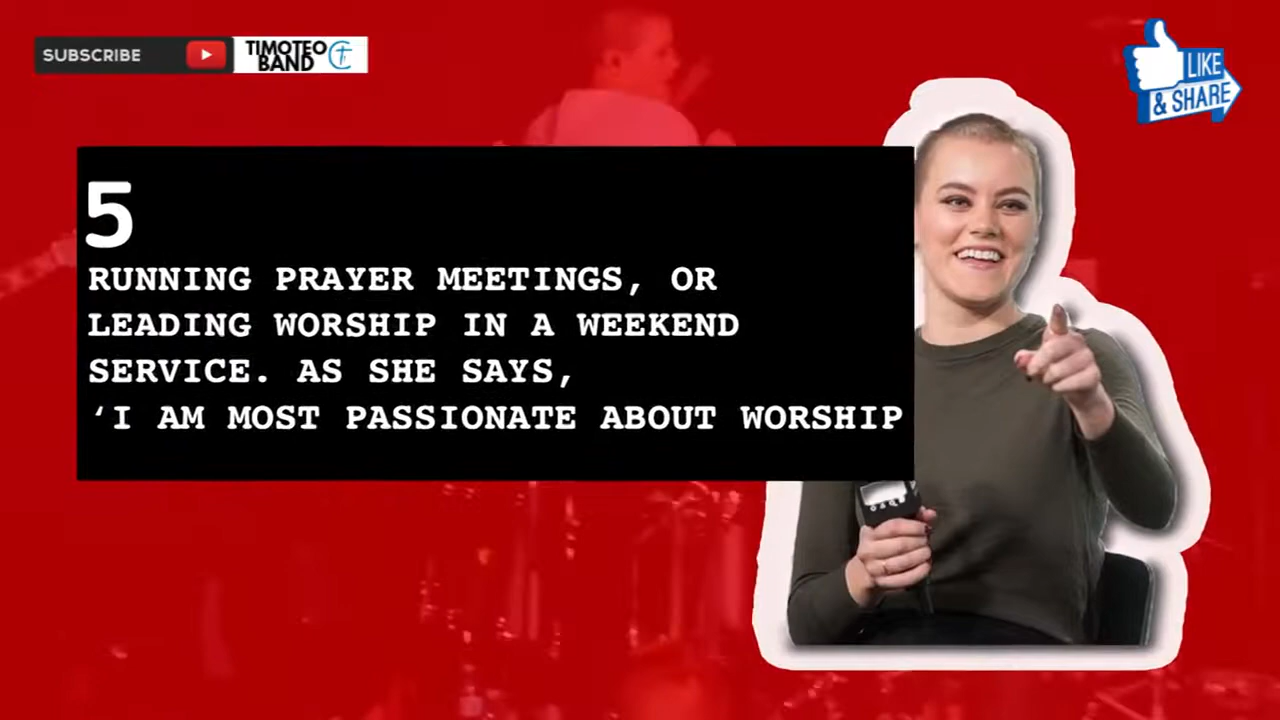 SUBSCRIBE
TIMOTEO
BAND
LIKE
& SHARE
5
RUNNING PRAYER MEETINGS, OR
LEADING WORSHIP IN A WEEKEND
SERVICE. AS SHE SAYS,
‘I AM MOST PASSIONATE ABOUT WORSHIP